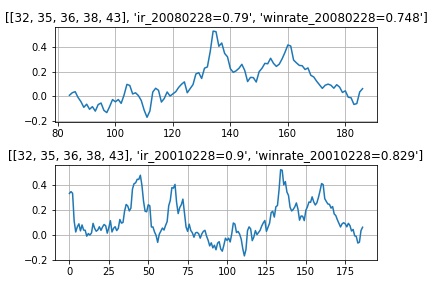 [[32, 35, 36, 38, 43], 'ir_20080228=0.79', 'winrate_20080228=0.748']
0.4
0.2
0.0
−0.2
80 100 120 140 160 180
[[32, 35, 36, 38, 43], 'ir_20010228=0.9', 'winrate_20010228=0.829']
0.4
0.2
0.0
−0.2
0 25 50 75 100 125 150 175